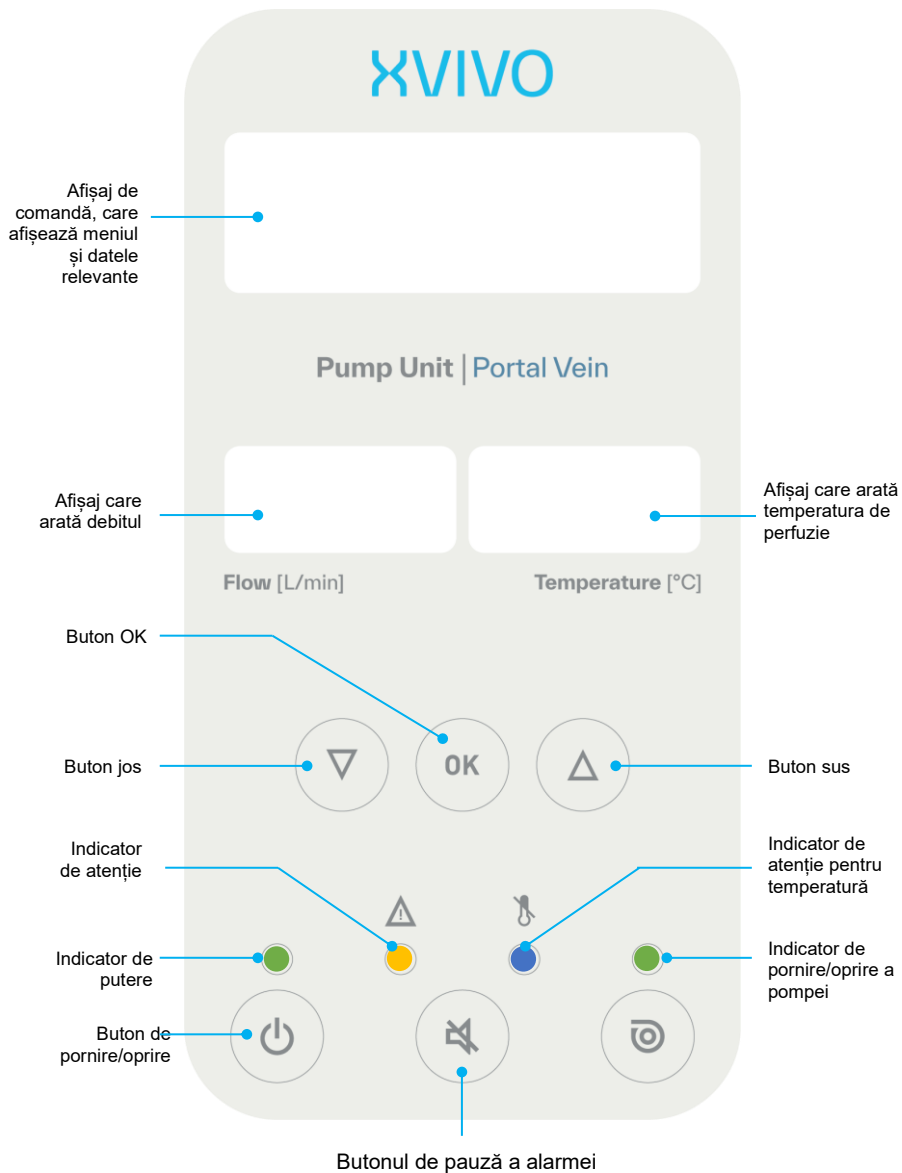 XVIVO
Afișaj de
comandă, care
afișează meniul
și datele
relevante
Pump Unit | Portal Vein
Afișaj care
arată debitul
Afișaj care arată
temperatura de
perfuzie
Flow [L/min]
Temperature [°C]
Buton OK
Buton jos
OK
Buton sus
Indicator
de atenție
Indicator de
atenție pentru
temperatură
Indicator de
putere
Indicator de
pornire/oprire a
pompei
Buton de
pornire/oprire
Butonul de pauză a alarmei